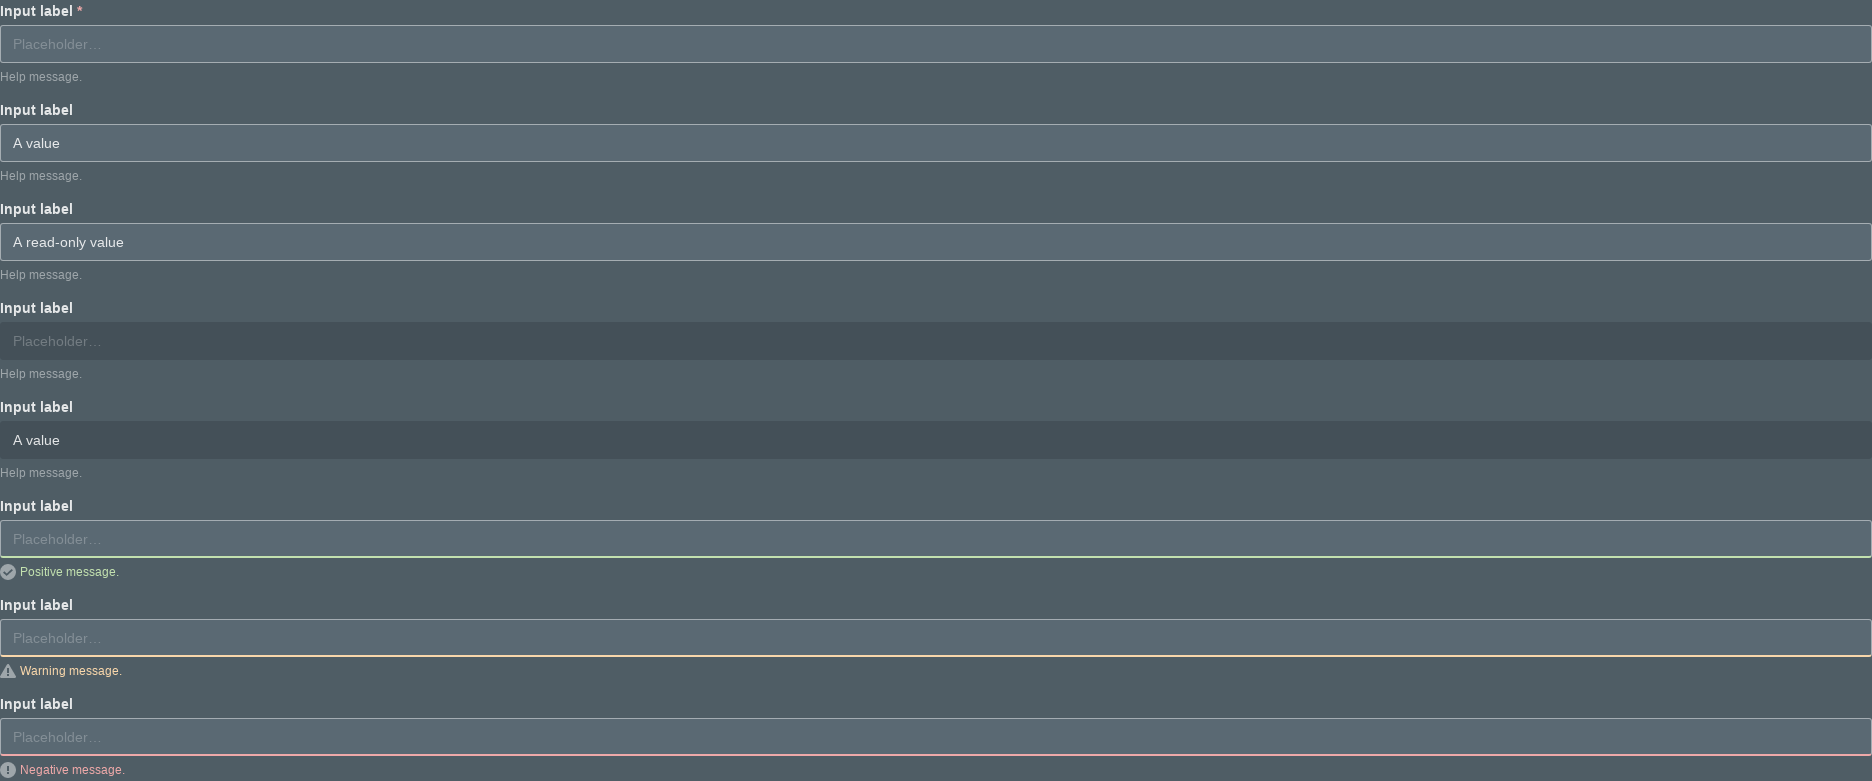 Input label *
Placeholder…
Help message.
Input label
A value
Help message.
Input label
A read-only value
Help message.
Input label
Placeholder…
Help message.
Input label
A value
Help message.
Input label
Placeholder…
Positive message.
Input label
Placeholder…
Warning message.
Input label
Placeholder…
Negative message.